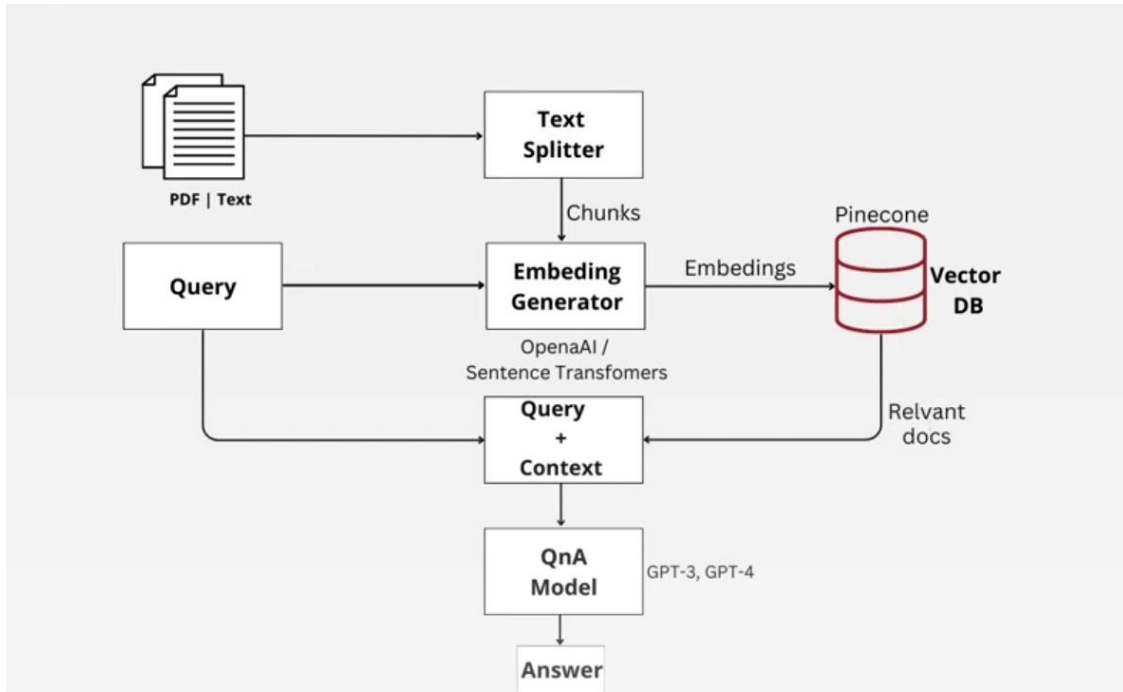 Text
Splitter
PDF | Text
Chunks
Pinecone
Query
Embeding
Generator
Embedings
Vector
DB
OpenaAI /
Sentence Transfomers
Query
+
Context
Relvant
docs
QnA
Model
GPT-3, GPT-4
Answer